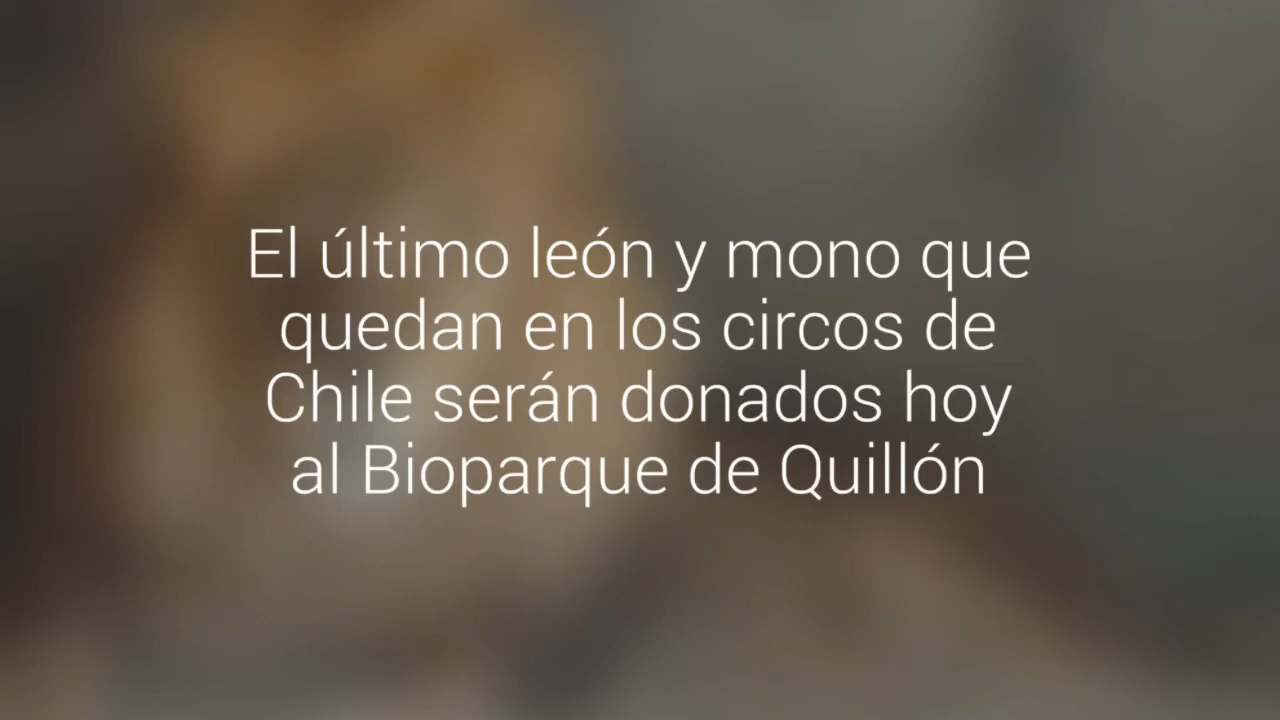 El último león y mono que
quedan en los circos de
Chile serán donados hoy
al Bioparque de Quillón